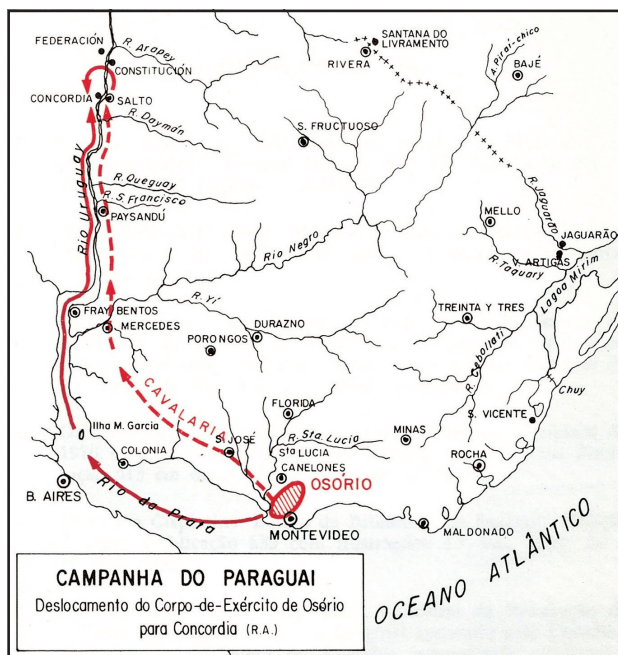 FEDERACIÓN
R. Arapey
CONSTITUCIÓN
SANTANA DO
LIVRAMENTO
RIVERA
A. Piraí-chico
BAJÉ
CONCORDIA
SALTO
R. Daymán
S. FRUCTUOSO
Rio Uruguay
R. Queguay
R. S. Francisco
PAYSANDÚ
R. Jaguarão
MELLO
JAGUARÃO
V. ARTIGAS
R. Taquary
Rio Negro
Lagoa Mirim
FRAY BENTOS
R. Yí
MERCEDES
DURAZNO
PORONGOS
TREINTA Y TRES
R. Cebollatí
Chuy
CAVALARIA
FLORIDA
S. VICENTE
Ilha M. Garcia
S. JOSÉ
R. Sta. Lucia
MINAS
COLONIA
Sta LUCIA
CANELONES
ROCHA
B. AIRES
Rio da Prata
OSÓRIO
MONTEVIDEO
MALDONADO
OCEANO ATLÂNTICO
CAMPANHA DO PARAGUAI
Deslocamento do Corpo-de-Exército de Osório
para Concordia (R.A.)